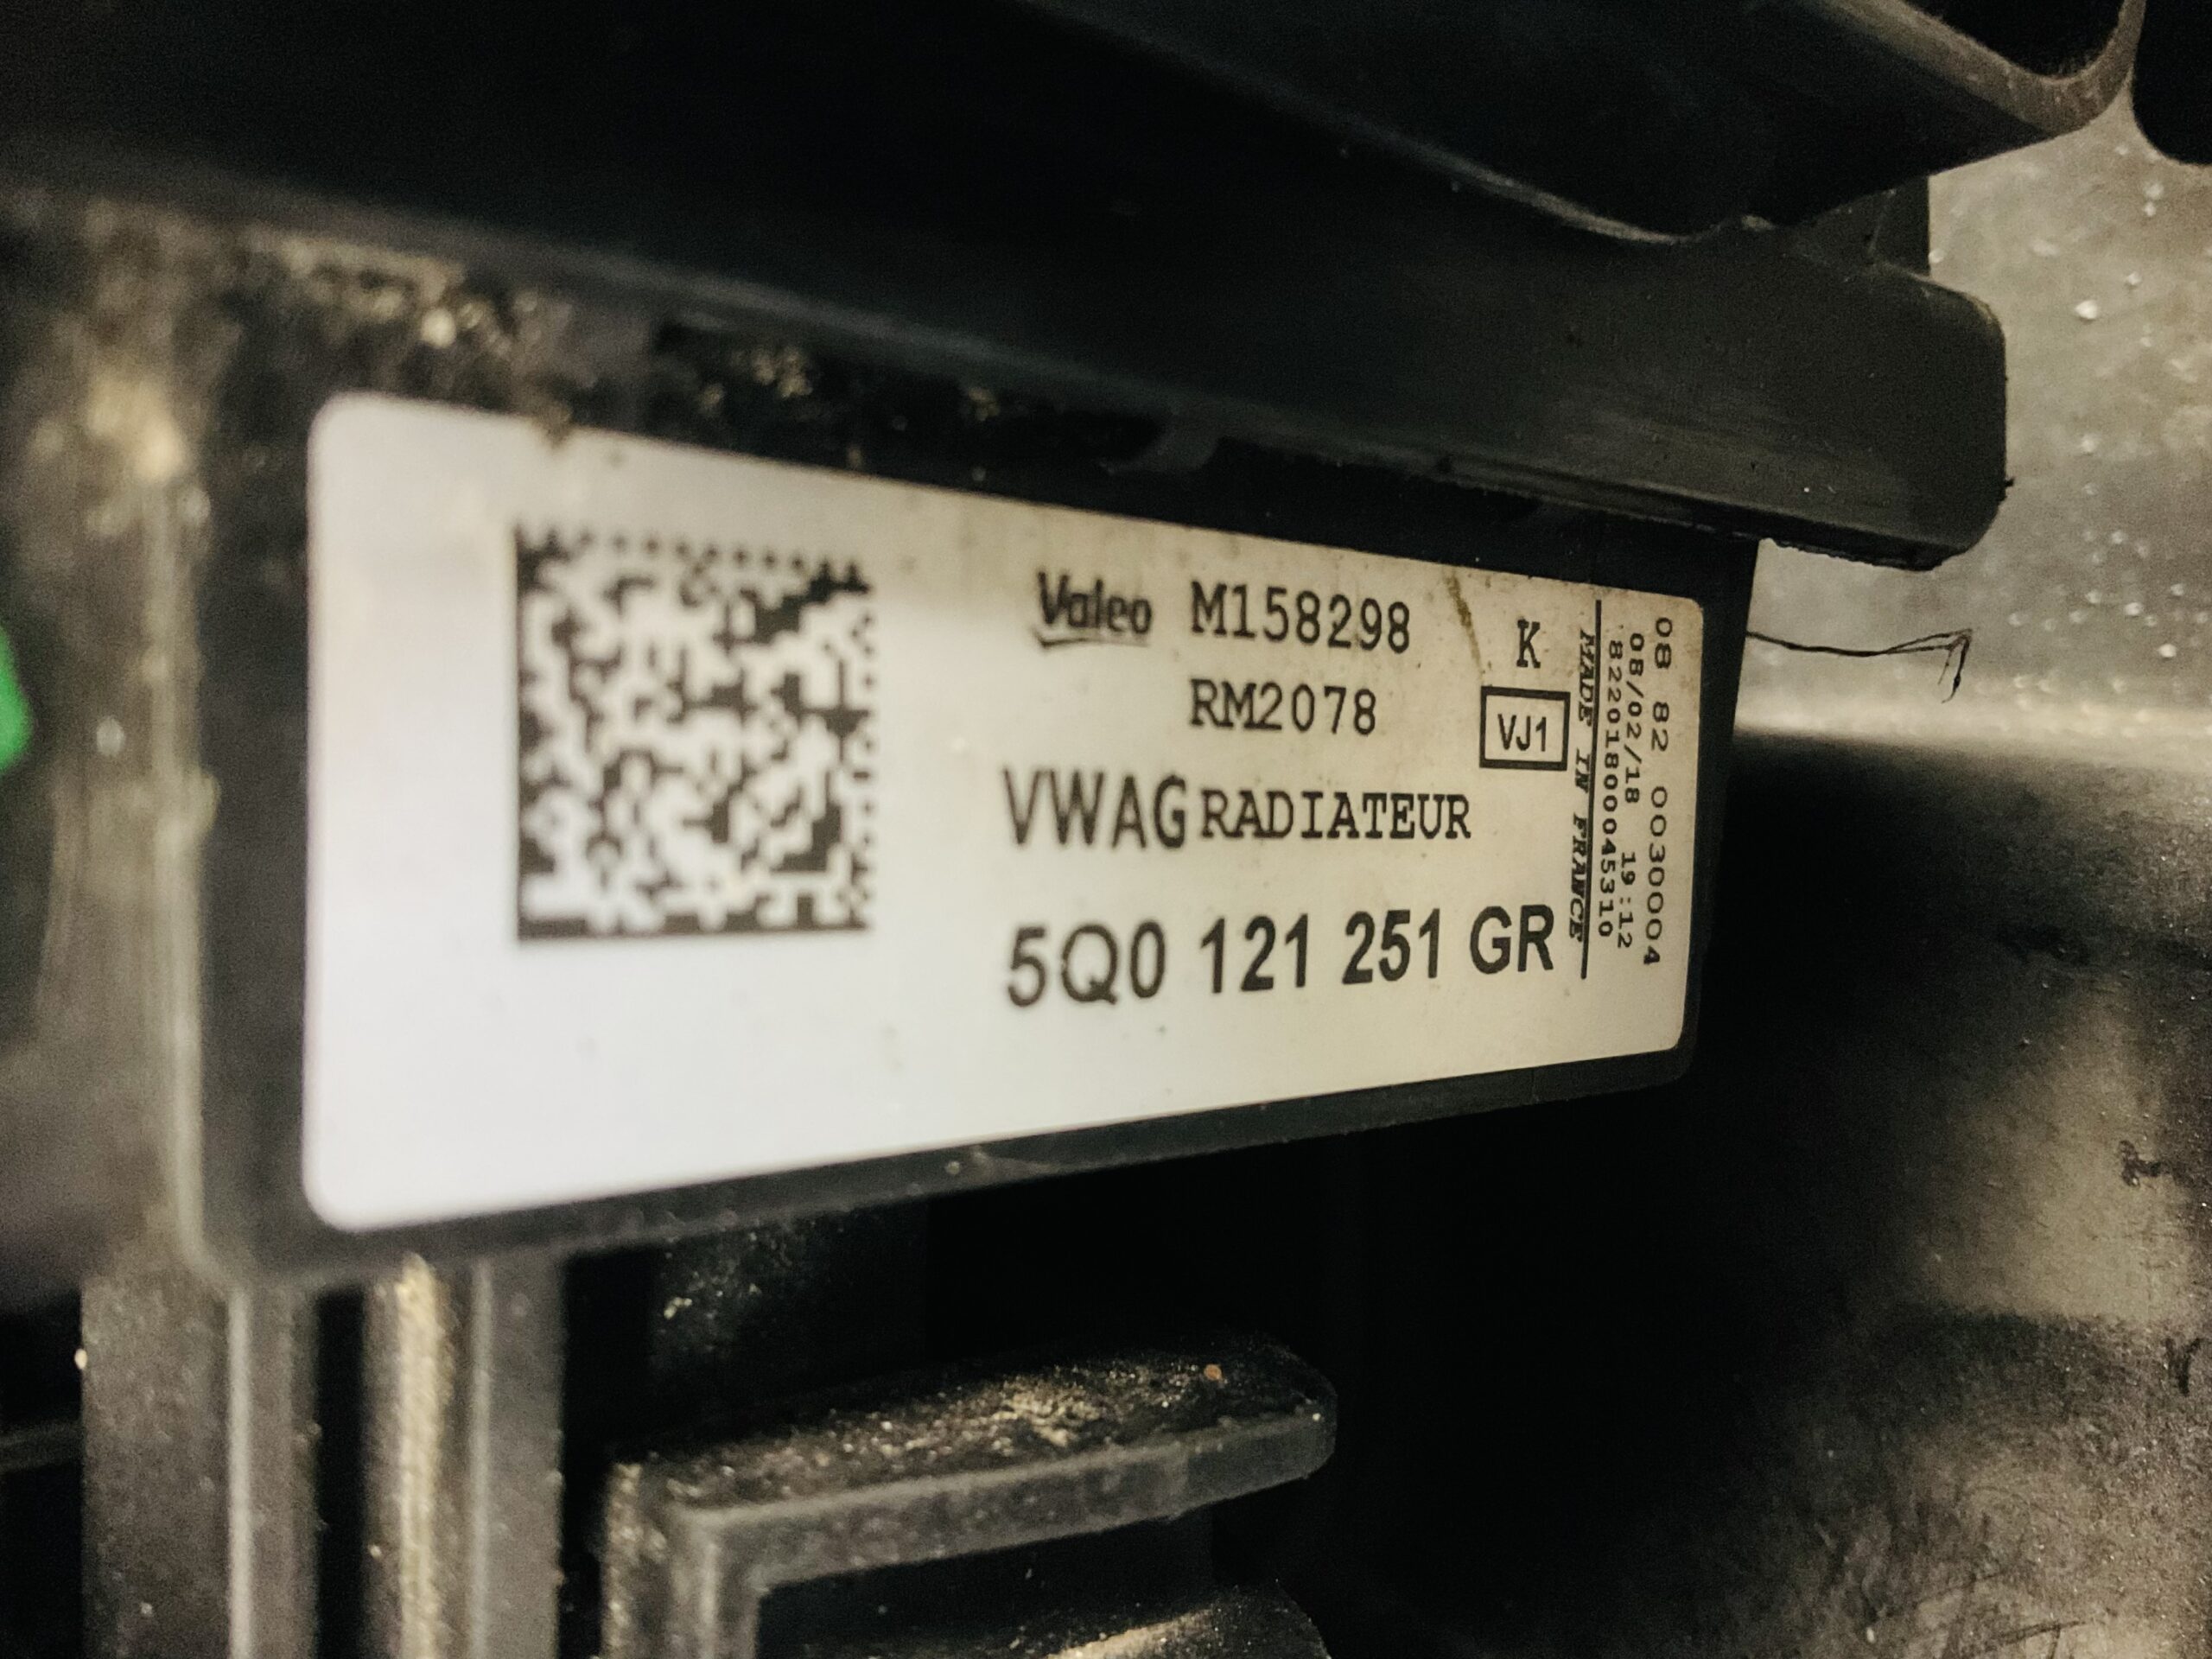 Valeo M158298
RM2078
VWAG RADIATEUR
5Q0 121 251 GR
K
VJ1
MADE IN FRANCE
82201800045310
08/02/18 19:12
08 82 0030004